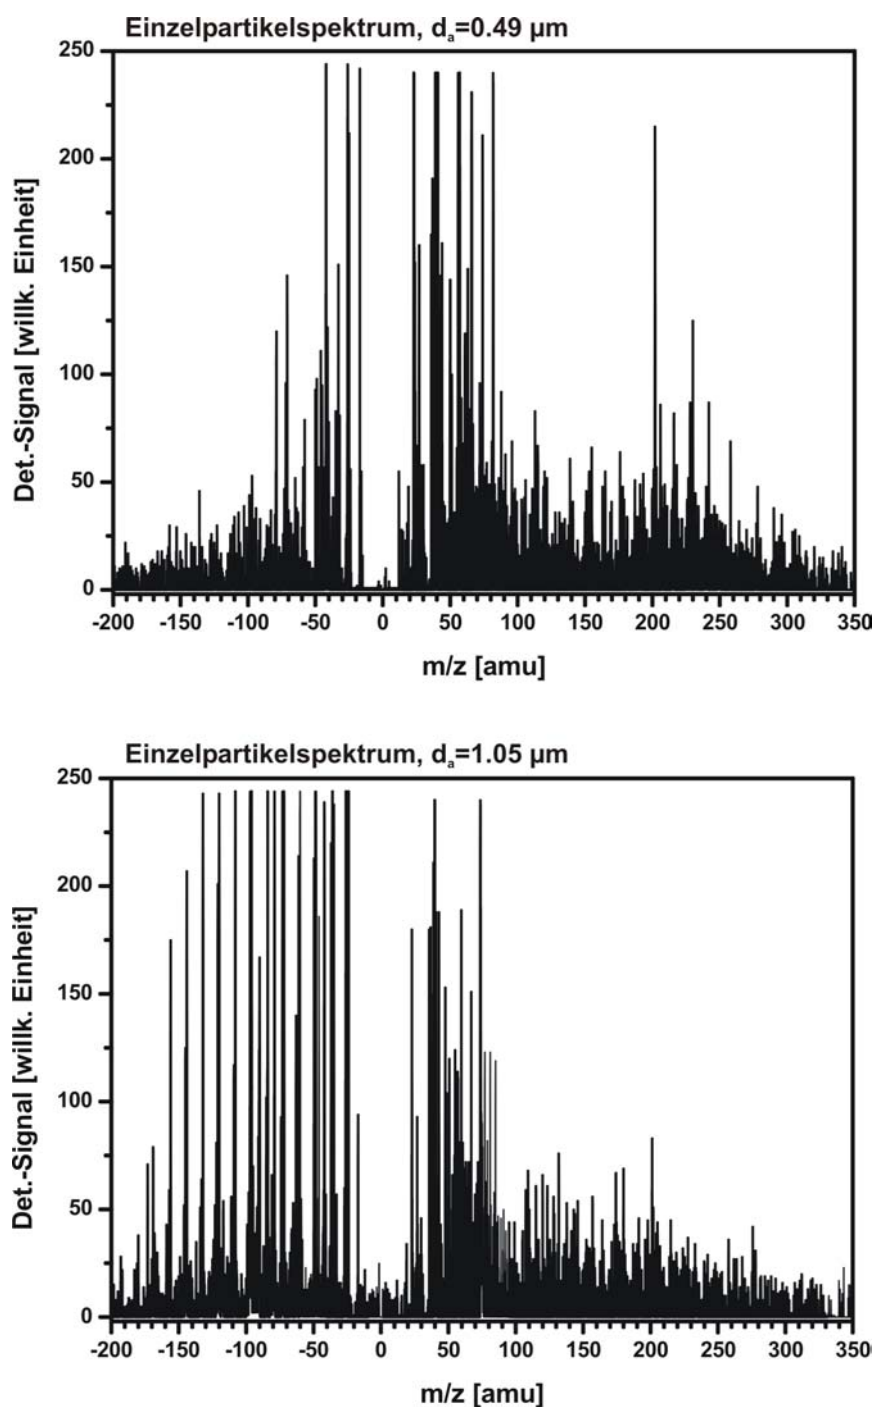 Einzelpartikelspektrum, dₐ=0.49 µm
250
200
150
100
50
0
Det.-Signal [willk. Einheit]
-200 -150 -100 -50 0 50 100 150 200 250 300 350
m/z [amu]
Einzelpartikelspektrum, dₐ=1.05 µm
250
200
150
100
50
0
Det.-Signal [willk. Einheit]
-200 -150 -100 -50 0 50 100 150 200 250 300 350
m/z [amu]